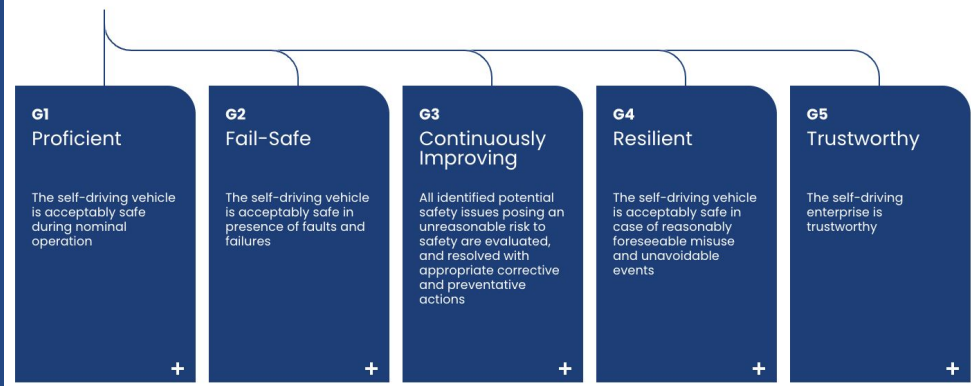 G1
Proficient
The self-driving vehicle
is acceptably safe
during nominal
operation
+
G2
Fail-Safe
The self-driving vehicle
is acceptably safe in
presence of faults and
failures
+
G3
Continuously
Improving
All identified potential
safety issues posing an
unreasonable risk to
safety are evaluated,
and resolved with
appropriate corrective
and preventative
actions
+
G4
Resilient
The self-driving vehicle
is acceptably safe in
case of reasonably
foreseeable misuse
and unavoidable
events
+
G5
Trustworthy
The self-driving
enterprise is
trustworthy
+